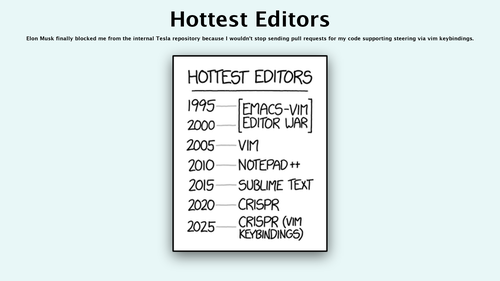 Hottest Editors
Elon Musk finally blocked me from the internal Tesla repository because I wouldn't stop sending pull requests for my code supporting steering via vim keybindings.
HOTTEST EDITORS
1995
[EMACS-VIM
2000
EDITOR WAR]
2005 VIM
2010 NOTEPAD++
2015 SUBLIME TEXT
2020 CRISPR
2025 CRISPR (VIM
KEYBINDINGS)